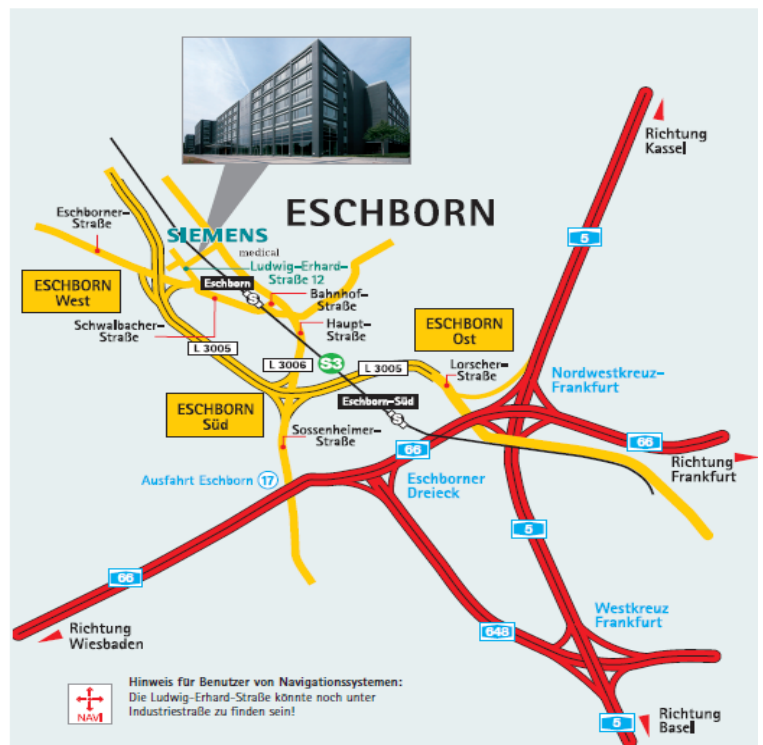 Richtung
Kassel
5
ESCHBORN
Eschborner-
Straße
SIEMENS
medical
Ludwig-Erhard-
Straße 12
ESCHBORN
West
Eschborn
S
Bahnhof-
Straße
Schwalbacher-
Straße
Haupt-
Straße
ESCHBORN
Ost
L 3005
L 3006
S3
L 3005
Lorscher-
Straße
Nordwestkreuz-
Frankfurt
ESCHBORN
Süd
Eschborn-Süd
S
Sossenheimer-
Straße
66
66
Richtung
Frankfurt
Ausfahrt Eschborn 17
Eschborner
Dreieck
5
66
Richtung
Wiesbaden
648
Westkreuz
Frankfurt
NAVI
Hinweis für Benutzer von Navigationssystemen:
Die Ludwig-Erhard-Straße könnte noch unter
Industriestraße zu finden sein!
5
Richtung
Basel